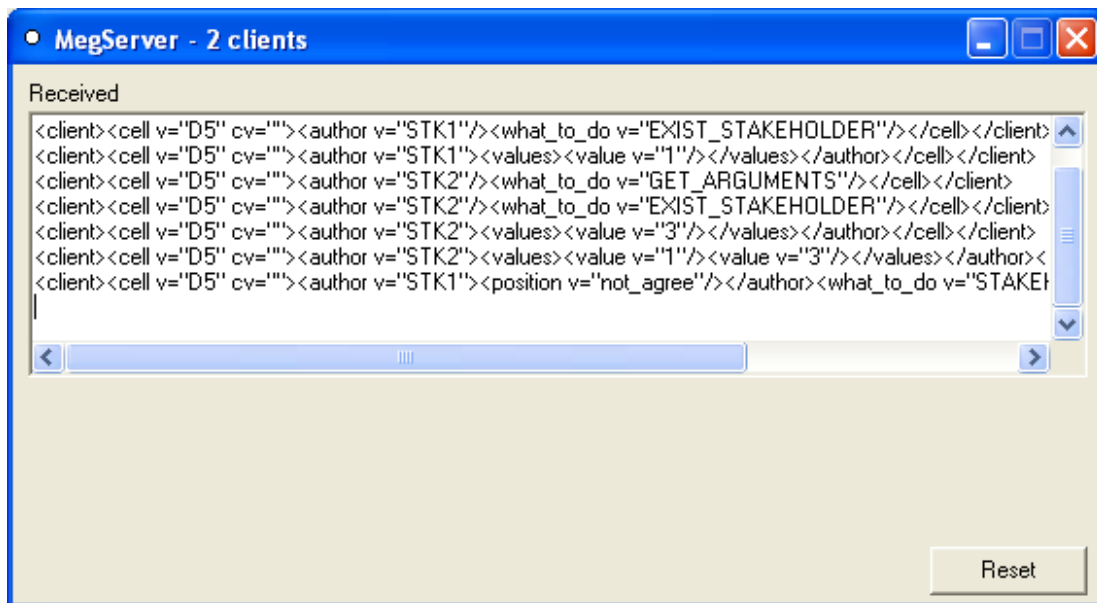 MegServer - 2 clients
Received
<client><cell v="D5" cv=""><author v="STK1"/><what_to_do v="EXIST_STAKEHOLDER"/></cell></client>
<client><cell v="D5" cv=""><author v="STK1"><values><value v="1"/></values></author></cell></client>
<client><cell v="D5" cv=""><author v="STK2"/><what_to_do v="GET_ARGUMENTS"/></cell></client>
<client><cell v="D5" cv=""><author v="STK2"/><what_to_do v="EXIST_STAKEHOLDER"/></cell></client>
<client><cell v="D5" cv=""><author v="STK2"><values><value v="3"/></values></author></cell></client>
<client><cell v="D5" cv=""><author v="STK2"><values><value v="1"/><value v="3"/></values></author><
<client><cell v="D5" cv=""><author v="STK1"><position v="not_agree"/></author><what_to_do v="STAKEH
Reset